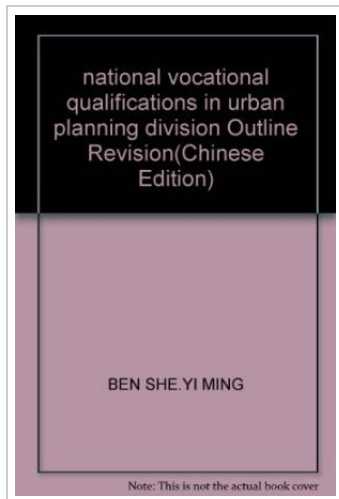 national vocational
qualifications in urban
planning division Outline
Revision(Chinese
Edition)
BEN SHE.YI MING
Note: This is not the actual book cover